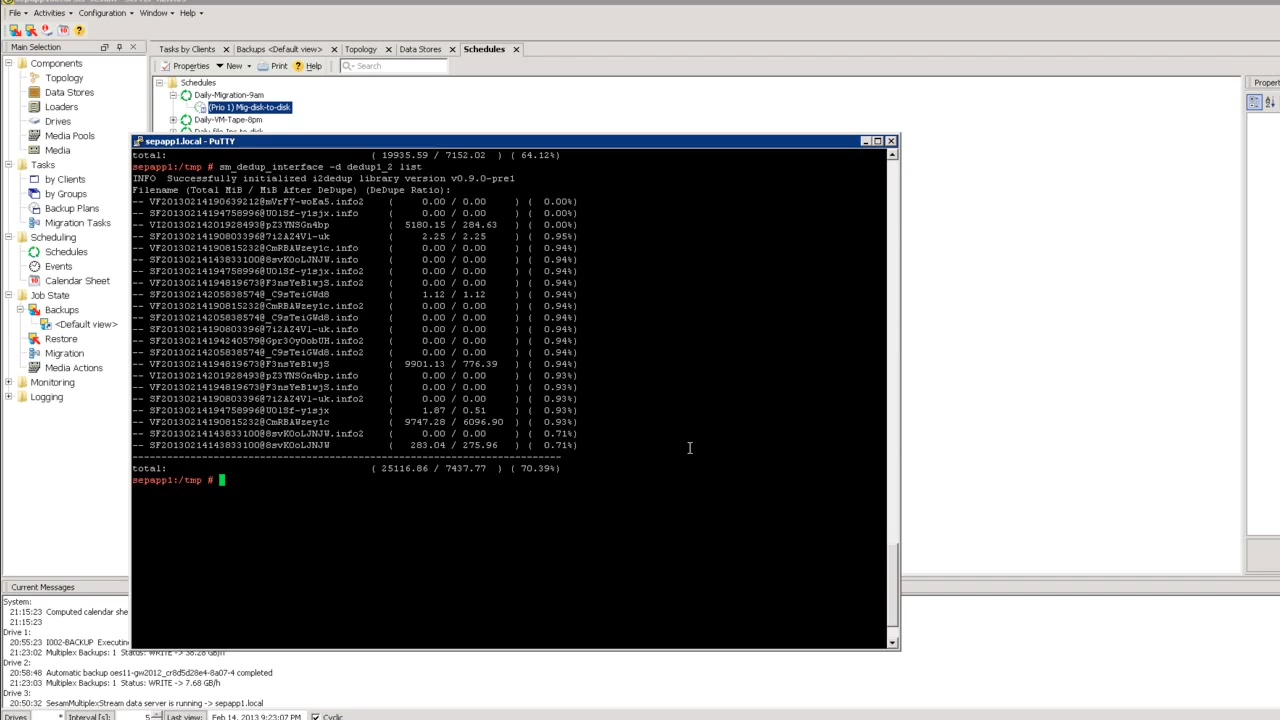 File Activities Configuration Window Help
Main Selection
Components
Topology
Data Stores
Loaders
Drives
Media Pools
Media
Tasks
by Clients
by Groups
Backup Plans
Migration Tasks
Scheduling
Schedules
Events
Calendar Sheet
Job State
Backups
<Default view>
Restore
Migration
Media Actions
Monitoring
Logging
Tasks by Clients Backups <Default view> Topology Data Stores Schedules
Properties New Print Help Search
Schedules
Daily-Migration-9am
(Prio 1) Mig-disk-to-disk
Daily-VM-Tape-8pm
Propert
sepapp1.local - PuTTY
total: ( 19935.59 / 7152.02 ) ( 64.12%)
sepapp1:/tmp # sm_dedup_interface -d dedup1_2 list
INFO Successfully initialized i2dedup library version v0.9.0-pre1
Filename (Total MiB / MiB After DeDupe) (DeDupe Ratio):
-- VF20130214190639212@mVrFY-woEa5.info2 ( 0.00 / 0.00 ) ( 0.00%)
-- SF20130214194758996@UOlSf-y1sjx.info ( 0.00 / 0.00 ) ( 0.00%)
-- VI20130214201928493@pZ3YNSGn4bp ( 5180.15 / 284.63 ) ( 0.00%)
-- SF20130214190803396@7i2AZ4Vl-uk ( 2.25 / 2.25 ) ( 0.95%)
-- VF20130214190815232@CmRBAWzey1c.info ( 0.00 / 0.00 ) ( 0.94%)
-- SF20130214143833100@8svKOoLJNJW.info ( 0.00 / 0.00 ) ( 0.94%)
-- SF20130214194758996@UOlSf-y1sjx.info2 ( 0.00 / 0.00 ) ( 0.94%)
-- VF20130214194819673@F3nsYeB1wjS.info2 ( 0.00 / 0.00 ) ( 0.94%)
-- SF20130214205838574@_C9sTeiGWd8 ( 1.12 / 1.12 ) ( 0.94%)
-- VF20130214190815232@CmRBAWzey1c.info2 ( 0.00 / 0.00 ) ( 0.94%)
-- SF20130214205838574@_C9sTeiGWd8.info ( 0.00 / 0.00 ) ( 0.94%)
-- SF20130214190803396@7i2AZ4Vl-uk.info ( 0.00 / 0.00 ) ( 0.94%)
-- VF20130214194240579@Gpr3OyOobUH.info2 ( 0.00 / 0.00 ) ( 0.94%)
-- SF20130214205838574@_C9sTeiGWd8.info2 ( 0.00 / 0.00 ) ( 0.94%)
-- VF20130214194819673@F3nsYeB1wjS ( 9901.13 / 776.39 ) ( 0.94%)
-- VI20130214201928493@pZ3YNSGn4bp.info2 ( 0.00 / 0.00 ) ( 0.93%)
-- VF20130214194819673@F3nsYeB1wjS.info ( 0.00 / 0.00 ) ( 0.93%)
-- SF20130214190803396@7i2AZ4Vl-uk.info2 ( 0.00 / 0.00 ) ( 0.93%)
-- SF20130214194758996@UOlSf-y1sjx ( 1.87 / 0.51 ) ( 0.93%)
-- VF20130214190815232@CmRBAWzey1c ( 9747.28 / 6096.90 ) ( 0.93%)
-- SF20130214143833100@8svKOoLJNJW.info2 ( 0.00 / 0.00 ) ( 0.71%)
-- SF20130214143833100@8svKOoLJNJW ( 283.04 / 275.96 ) ( 0.71%)
total: ( 25116.86 / 7437.77 ) ( 70.39%)
sepapp1:/tmp #
Current Messages
System:
21:15:23 Computed calendar she
21:15:23
Drive 1:
20:55:23 I002-BACKUP Executin
21:23:02 Multiplex Backups: 1 Status: WRITE -> 38.28 GB/h
Drive 2:
20:58:48 Automatic backup oes11-gw2012_cr8d5d28e4-8a07-4 completed
21:23:03 Multiplex Backups: 1 Status: WRITE -> 7.68 GB/h
Drive 3:
20:50:32 SesamMultiplexStream data server is running -> sepapp1.local
Drives * Interval[s]: 5 Last view: Feb 14, 2013 9:23:07 PM Cyclic